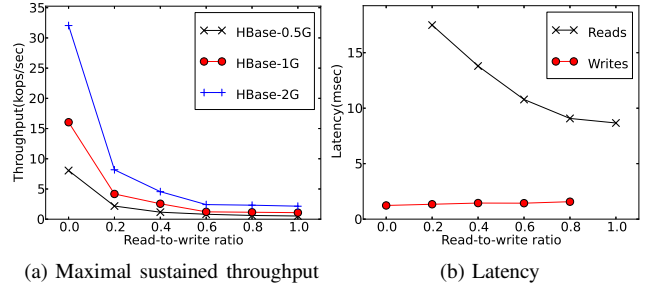 35
30
25
20
15
10
5
0
Throughput(kops/sec)
HBase-0.5G
HBase-1G
HBase-2G
0.0 0.2 0.4 0.6 0.8 1.0
Read-to-write ratio
(a) Maximal sustained throughput
15
10
5
0
Latency(msec)
Reads
Writes
0.0 0.2 0.4 0.6 0.8 1.0
Read-to-write ratio
(b) Latency